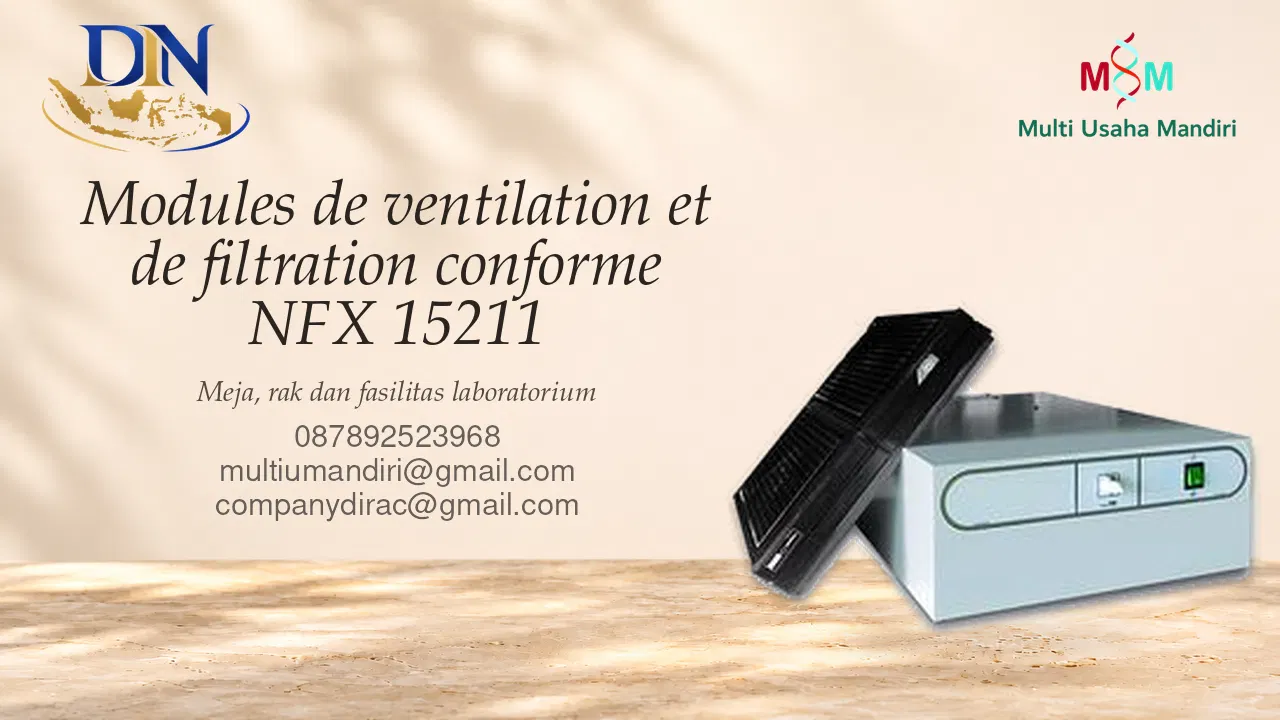 DIN
M M
Multi Usaha Mandiri
Modules de ventilation et
de filtration conforme
NFX 15211
Meja, rak dan fasilitas laboratorium
087892523968
multiumandiri@gmail.com
companydirac@gmail.com